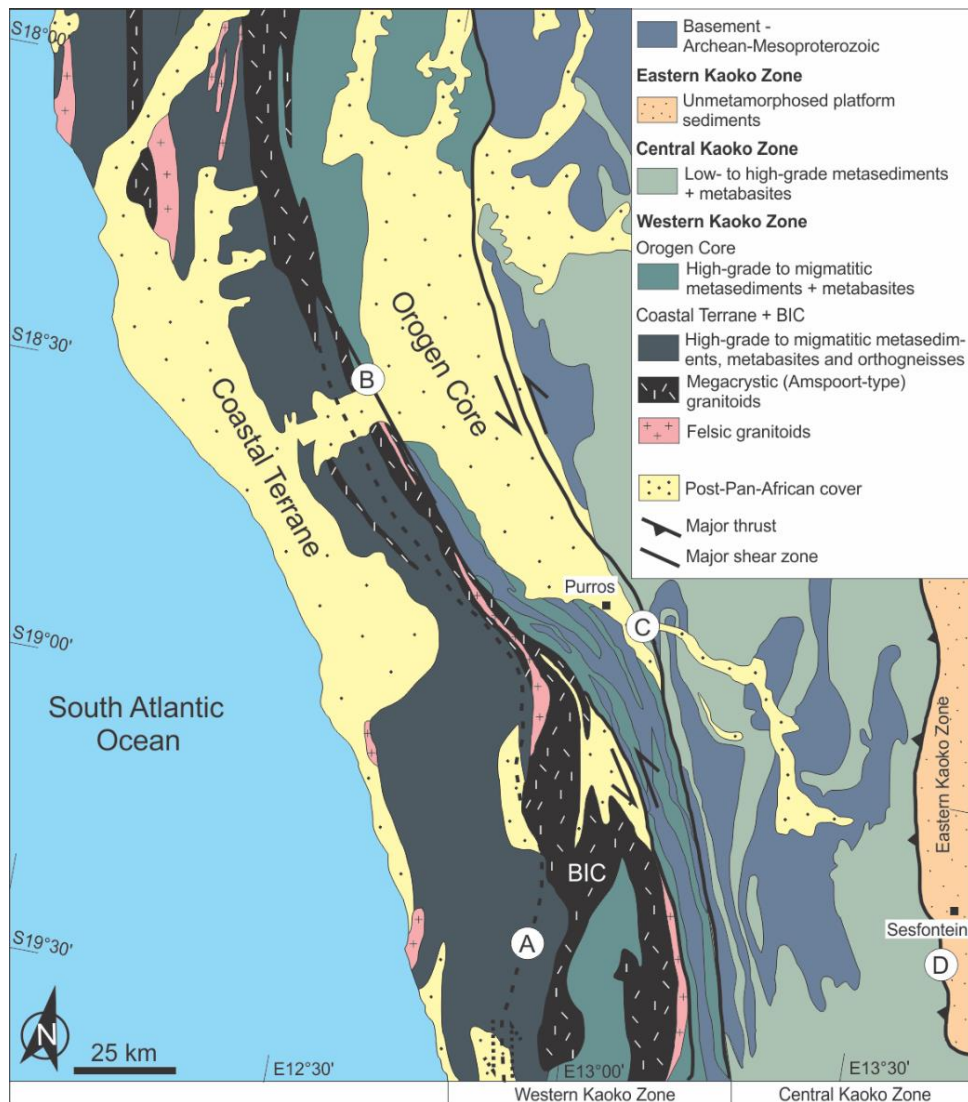 S18°00'
S18°30'
S19°00'
S19°30'
Coastal Terrane
Orogen Core
B
Purros
C
South Atlantic
Ocean
BIC
A
Eastern Kaoko Zone
Sesfontein
D
N
25 km
E12°30'
E13°00'
E13°30'
Western Kaoko Zone
Central Kaoko Zone
Basement -
Archean-Mesoproterozoic
Eastern Kaoko Zone
Unmetamorphosed platform
sediments
Central Kaoko Zone
Low- to high-grade metasediments
+ metabasites
Western Kaoko Zone
Orogen Core
High-grade to migmatitic
metasediments + metabasites
Coastal Terrane + BIC
High-grade to migmatitic metasedim-
ents, metabasites and orthogneisses
Megacrystic (Amspoort-type)
granitoids
Felsic granitoids
Post-Pan-African cover
Major thrust
Major shear zone